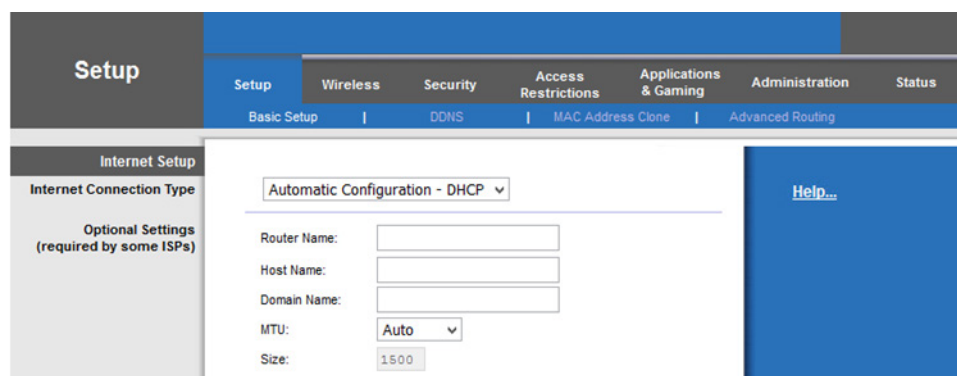 Setup
Setup Wireless Security Access Restrictions Applications & Gaming Administration Status
Basic Setup | DDNS | MAC Address Clone | Advanced Routing
Internet Setup
Internet Connection Type
Automatic Configuration - DHCP
Help...
Optional Settings
(required by some ISPs)
Router Name:
Host Name:
Domain Name:
MTU: Auto
Size: 1500